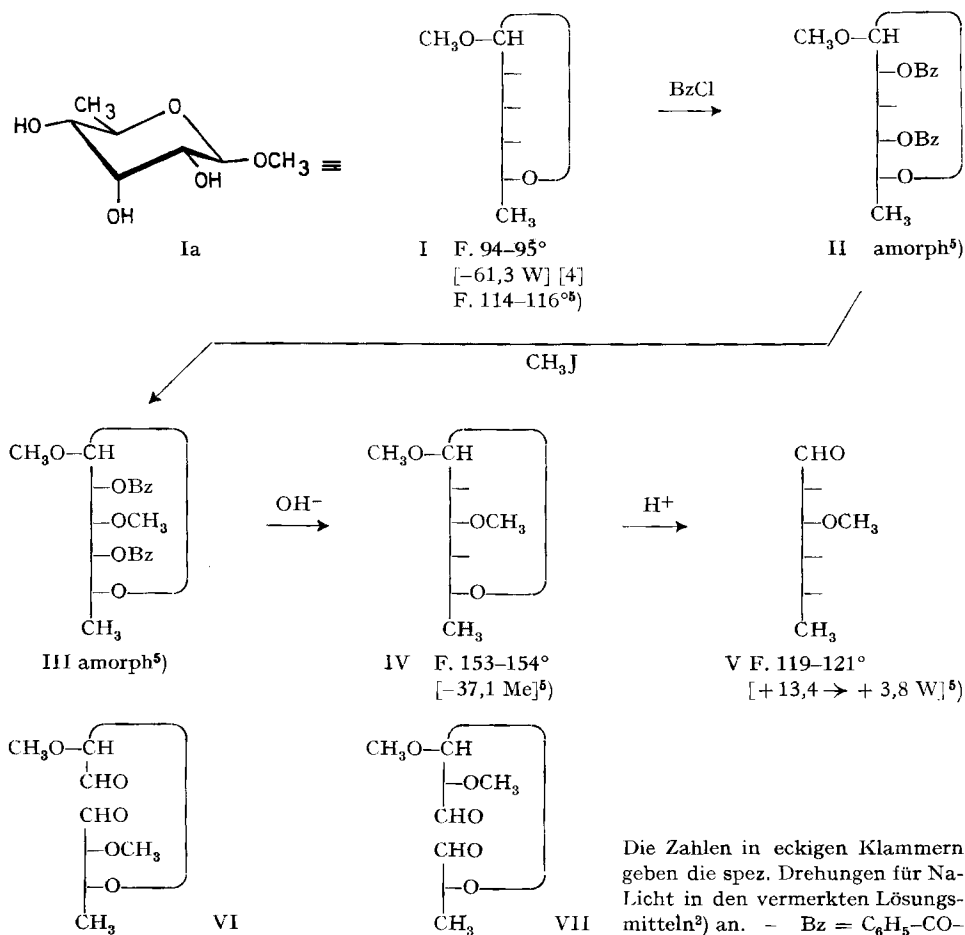 CH₃O–CH
BzCl
CH₃O–CH
–OBz
–OBz
–O
CH₃
CH₃
O
HO
OCH₃ ≡
OH
OH
–O
CH₃
Ia
I F. 94–95°
[−61,3 W] [4]
F. 114–116°⁵)
II amorph⁵)
CH₃J
CH₃O–CH
–OBz
–OCH₃
–OBz
–O
CH₃
III amorph⁵)
OH⁻
CH₃O–CH
–OCH₃
–O
CH₃
IV F. 153–154°
[−37,1 Me]⁵)
H⁺
CHO
–OCH₃
CH₃
V F. 119–121°
[+13,4 → + 3,8 W]⁵)
CH₃O–CH
CHO
CHO
–OCH₃
–O
CH₃
VI
CH₃O–CH
–OCH₃
CHO
CHO
–O
CH₃
VII
Die Zahlen in eckigen Klammern
geben die spez. Drehungen für Na-
Licht in den vermerkten Lösungs-
mitteln²) an. – Bz = C₆H₅–CO–